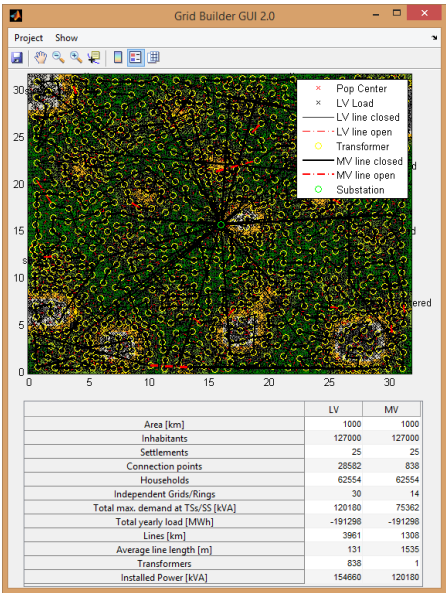 Grid Builder GUI 2.0
Project Show
Pop Center
LV Load
LV line closed
LV line open
Transformer
MV line closed
MV line open
Substation
30
25
20
15
10
5
0
0 5 10 15 20 25 30
s
d
d
ered
LV MV
Area [km] 1000 1000
Inhabitants 127000 127000
Settlements 25 25
Connection points 28582 838
Households 62554 62554
Independent Grids/Rings 30 14
Total max. demand at TSs/SS [kVA] 120180 75362
Total yearly load [MWh] -191298 -191298
Lines [km] 3961 1308
Average line length [m] 131 1535
Transformers 838 1
Installed Power [kVA] 154660 120180